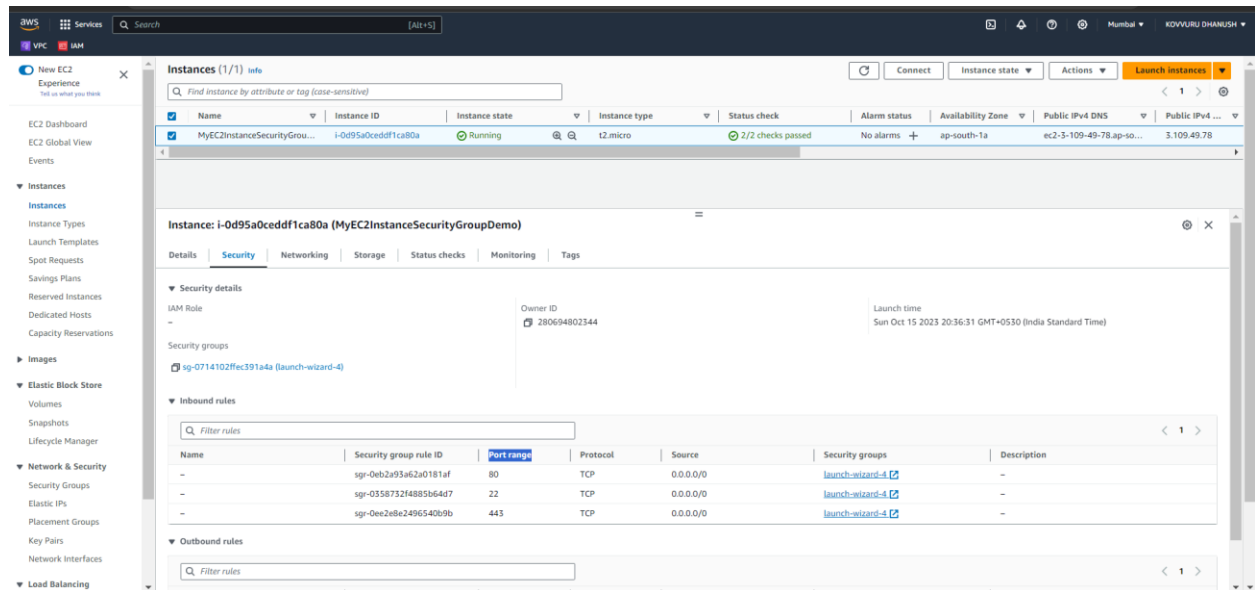 aws Services Search [Alt+S] Mumbai KOVVURU DHANUSH
VPC IAM
New EC2
Experience
Tell us what you think
EC2 Dashboard
EC2 Global View
Events
Instances
Instances
Instance Types
Launch Templates
Spot Requests
Savings Plans
Reserved Instances
Dedicated Hosts
Capacity Reservations
Images
Elastic Block Store
Volumes
Snapshots
Lifecycle Manager
Network & Security
Security Groups
Elastic IPs
Placement Groups
Key Pairs
Network Interfaces
Load Balancing
Instances (1/1) Info
Connect Instance state Actions Launch instances
Find instance by attribute or tag (case-sensitive)
1
Name Instance ID Instance state Instance type Status check Alarm status Availability Zone Public IPv4 DNS Public IPv4 ...
MyEC2InstanceSecurityGrou... i-0d95a0ceddf1ca80a Running t2.micro 2/2 checks passed No alarms + ap-south-1a ec2-3-109-49-78.ap-so... 3.109.49.78
Instance: i-0d95a0ceddf1ca80a (MyEC2InstanceSecurityGroupDemo)
Details Security Networking Storage Status checks Monitoring Tags
Security details
IAM Role Owner ID Launch time
– 280694802344 Sun Oct 15 2023 20:36:31 GMT+0530 (India Standard Time)
Security groups
sg-0714102ffec391a4a (launch-wizard-4)
Inbound rules
Filter rules 1
Name Security group rule ID Port range Protocol Source Security groups Description
– sgr-0eb2a93a62a0181af 80 TCP 0.0.0.0/0 launch-wizard-4 –
– sgr-0358732f4885b64d7 22 TCP 0.0.0.0/0 launch-wizard-4 –
– sgr-0ee2e8e2496540b9b 443 TCP 0.0.0.0/0 launch-wizard-4 –
Outbound rules
Filter rules 1